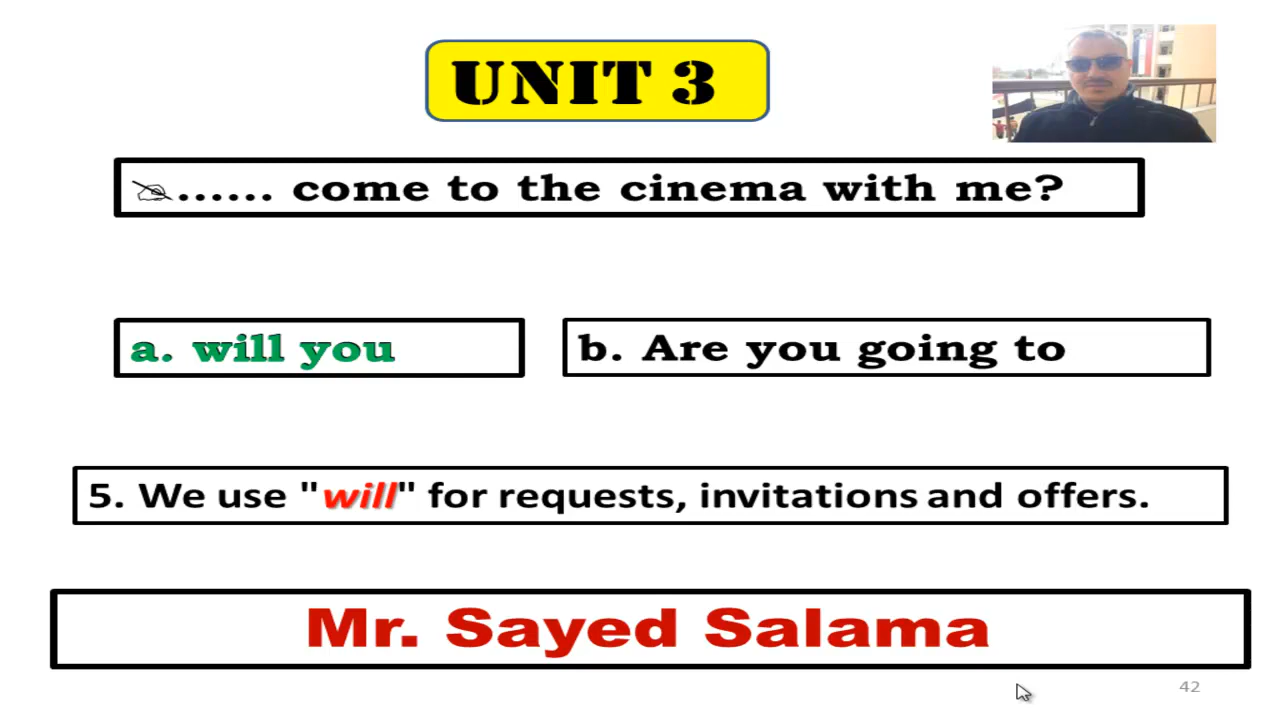 UNIT 3
...... come to the cinema with me?
a. will you
b. Are you going to
5. We use "will" for requests, invitations and offers.
Mr. Sayed Salama
42